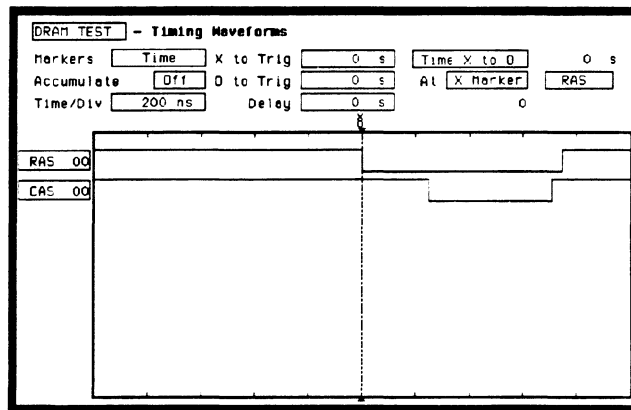 DRAM TEST - Timing Waveforms
Markers Time X to Trig 0 s Time X to O 0 s
Accumulate Off O to Trig 0 s At X Marker RAS
Time/Div 200 ns Delay 0 s 0
X
O
RAS 00
CAS 00